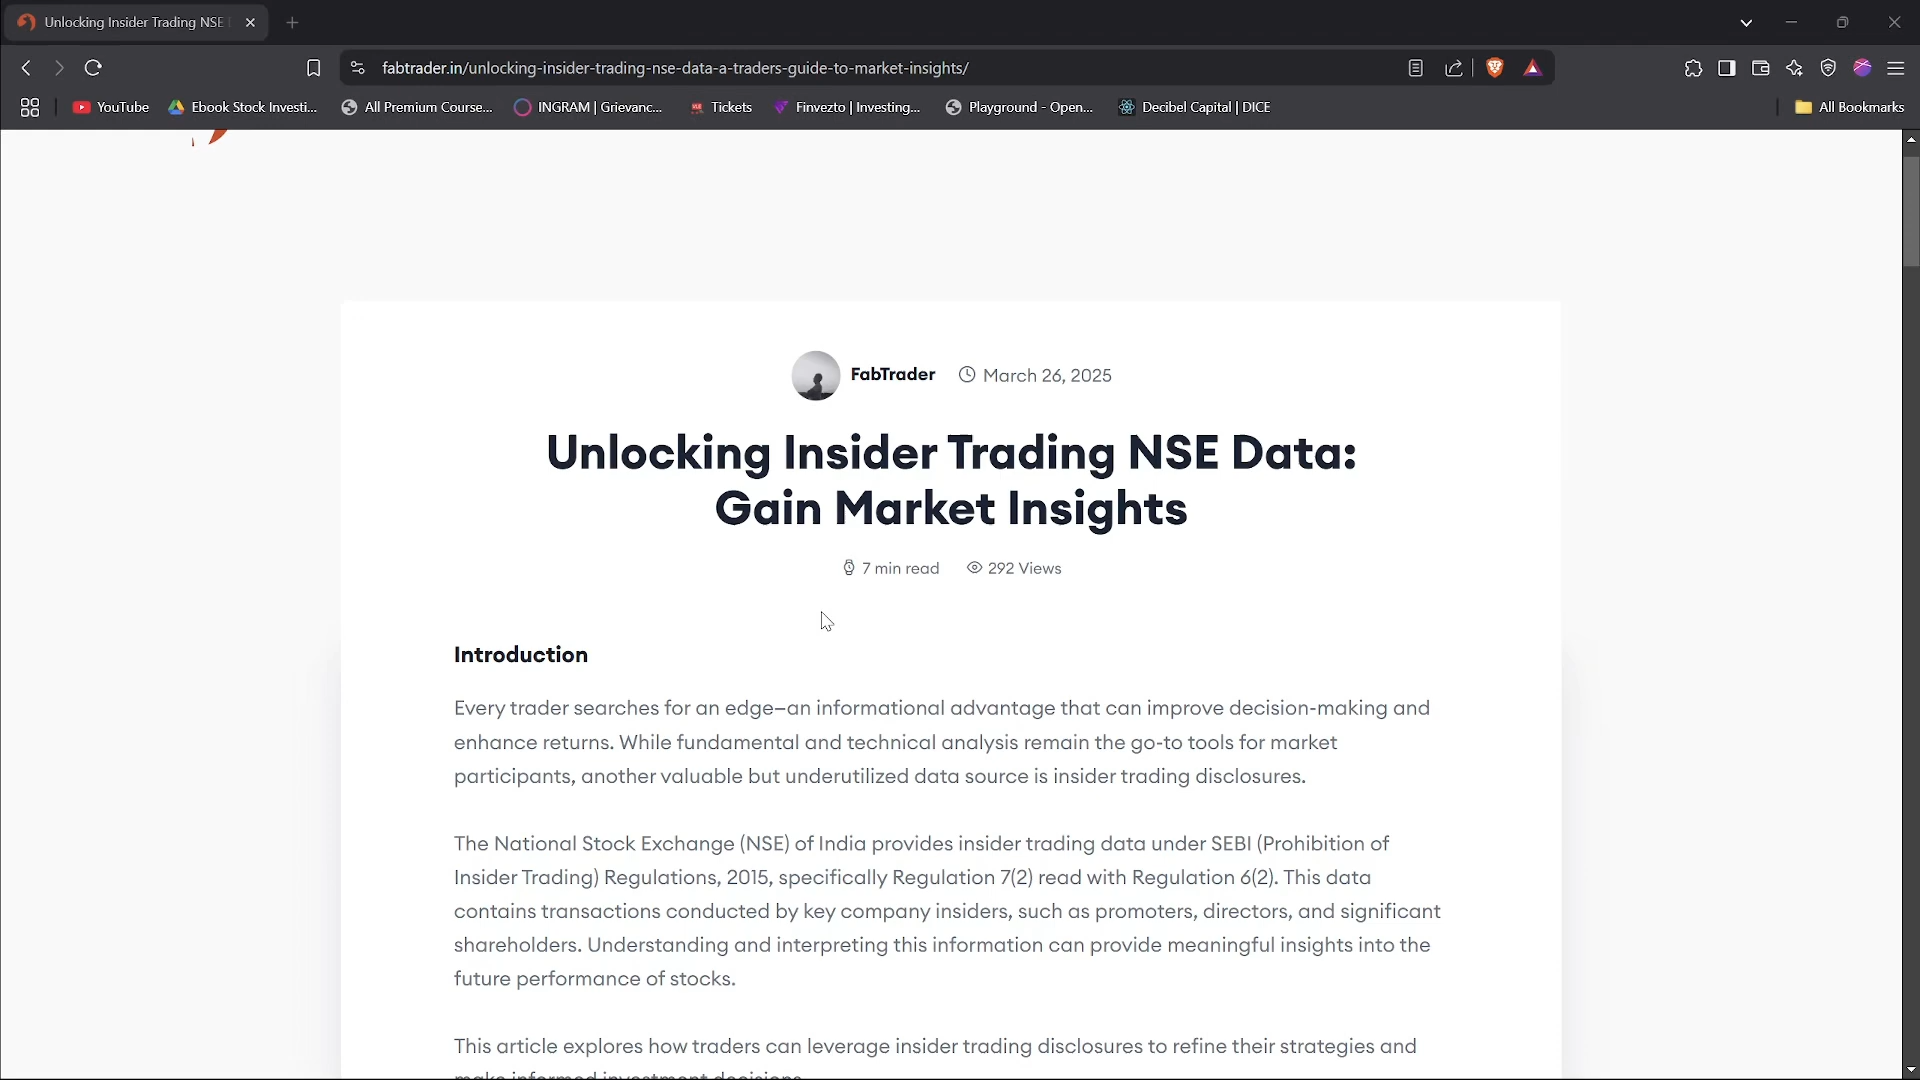 Unlocking Insider Trading NSE
fabtrader.in/unlocking-insider-trading-nse-data-a-traders-guide-to-market-insights/
YouTube
Ebook Stock Investi...
All Premium Course...
INGRAM | Grievanc...
Tickets
Finvezto | Investing...
Playground - Open...
Decibel Capital | DICE
All Bookmarks
FabTrader
March 26, 2025
Unlocking Insider Trading NSE Data:
Gain Market Insights
7 min read
292 Views
Introduction
Every trader searches for an edge—an informational advantage that can improve decision-making and
enhance returns. While fundamental and technical analysis remain the go-to tools for market
participants, another valuable but underutilized data source is insider trading disclosures.
The National Stock Exchange (NSE) of India provides insider trading data under SEBI (Prohibition of
Insider Trading) Regulations, 2015, specifically Regulation 7(2) read with Regulation 6(2). This data
contains transactions conducted by key company insiders, such as promoters, directors, and significant
shareholders. Understanding and interpreting this information can provide meaningful insights into the
future performance of stocks.
This article explores how traders can leverage insider trading disclosures to refine their strategies and
make informed investment decisions.